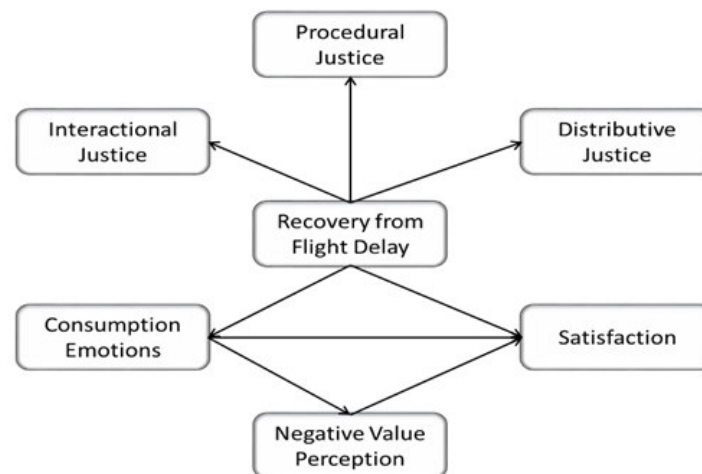 Procedural
Justice
Interactional
Justice
Distributive
Justice
Recovery from
Flight Delay
Consumption
Emotions
Satisfaction
Negative Value
Perception